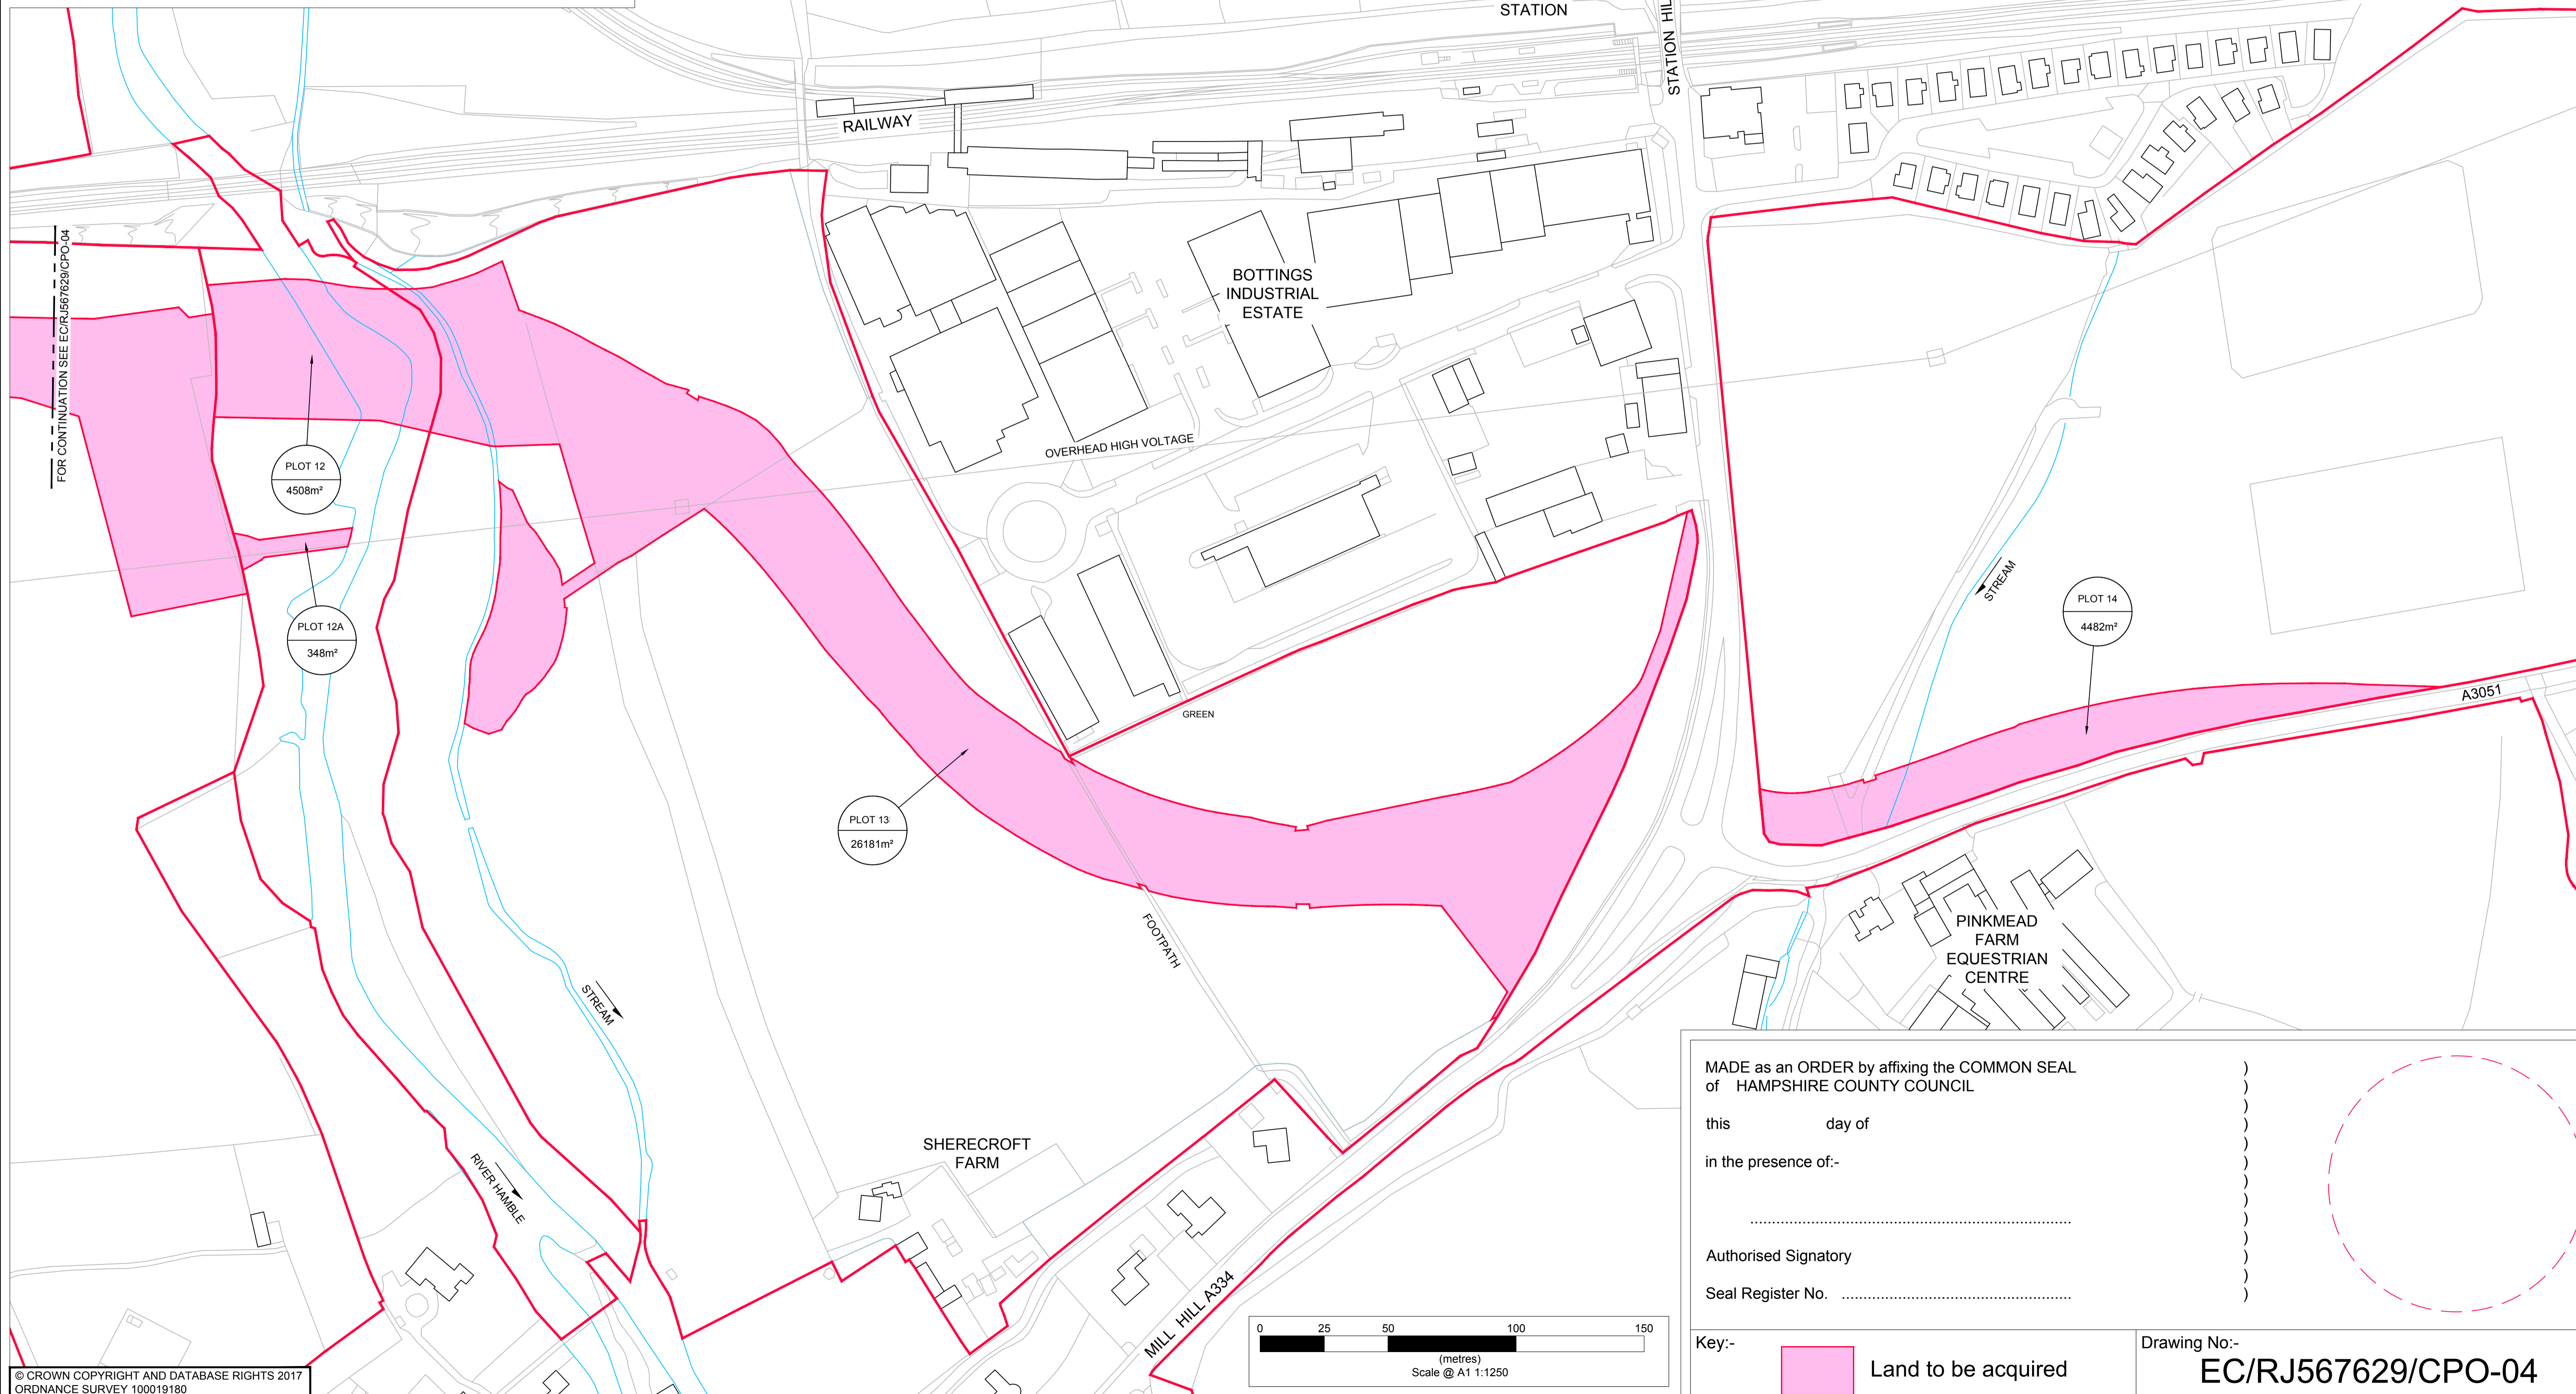 STATION
STATION HIL
RAILWAY
FOR CONTINUATION SEE EC/RJ567629/CPO-04
BOTTINGS
INDUSTRIAL
ESTATE
OVERHEAD HIGH VOLTAGE
PLOT 12
4508m²
PLOT 12A
348m²
STREAM
PLOT 14
4482m²
A3051
GREEN
PLOT 13
26181m²
FOOTPATH
PINKMEAD
FARM
EQUESTRIAN
CENTRE
STREAM
SHERECROFT
FARM
RIVER HAMBLE
MILL HILL A334
0 25 50 100 150
(metres)
Scale @ A1 1:1250
MADE as an ORDER by affixing the COMMON SEAL )
of HAMPSHIRE COUNTY COUNCIL )
)
this day of )
)
in the presence of:- )
)
)
.......................................................................... )
)
Authorised Signatory )
)
Seal Register No. ..................................................... )
Key:-
Land to be acquired
Drawing No:-
EC/RJ567629/CPO-04
© CROWN COPYRIGHT AND DATABASE RIGHTS 2017
ORDNANCE SURVEY 100019180